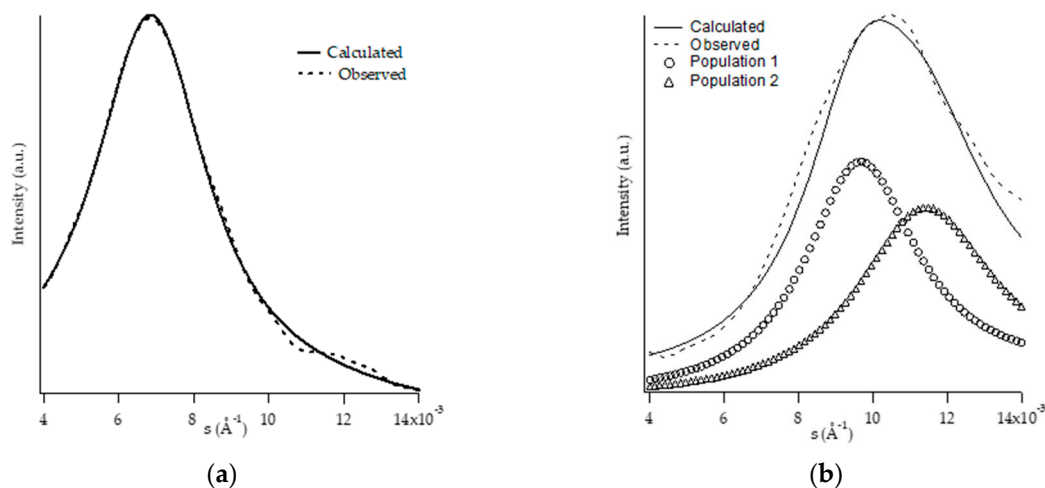 Calculated
Observed
Intensity (a.u.)
4 6 8 10 12 14x10⁻³
s (Å⁻¹)
(a)
Calculated
Observed
Population 1
Population 2
Intensity (a.u.)
4 6 8 10 12 14x10⁻³
s (Å⁻¹)
(b)